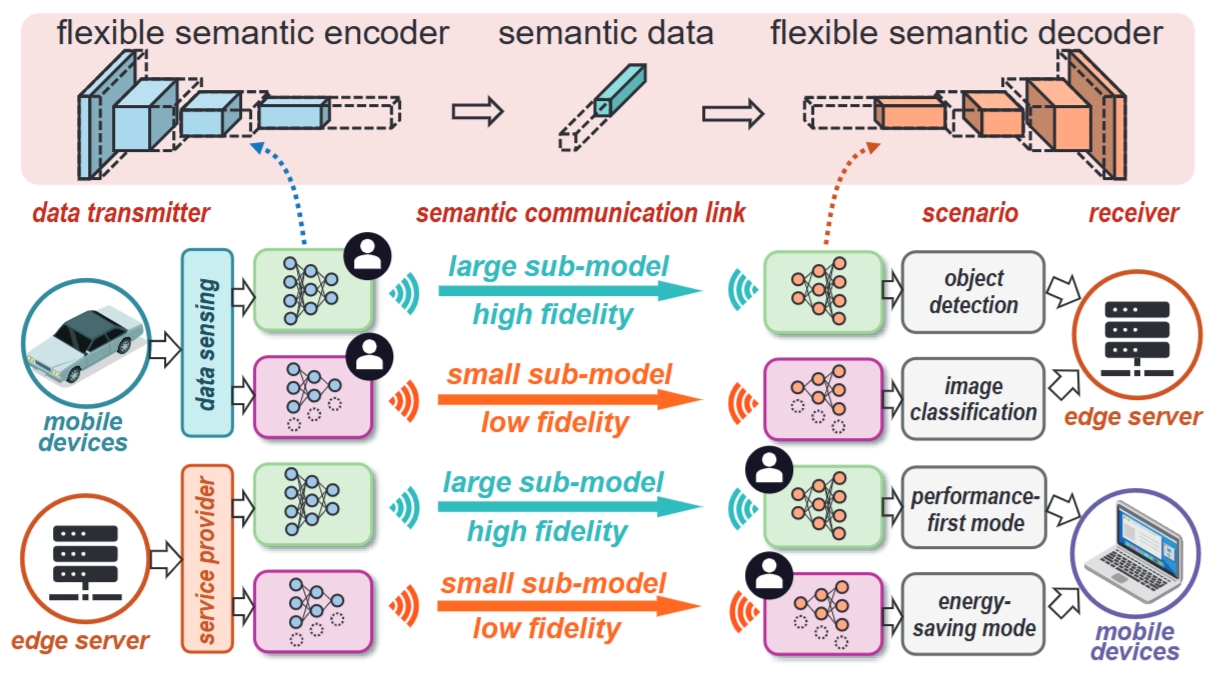 flexible semantic encoder
semantic data
flexible semantic decoder
data transmitter
semantic communication link
scenario
receiver
data sensing
large sub-model
high fidelity
object
detection
mobile
devices
small sub-model
low fidelity
image
classification
edge server
service provider
large sub-model
high fidelity
performance-
first mode
edge server
small sub-model
low fidelity
energy-
saving mode
mobile
devices